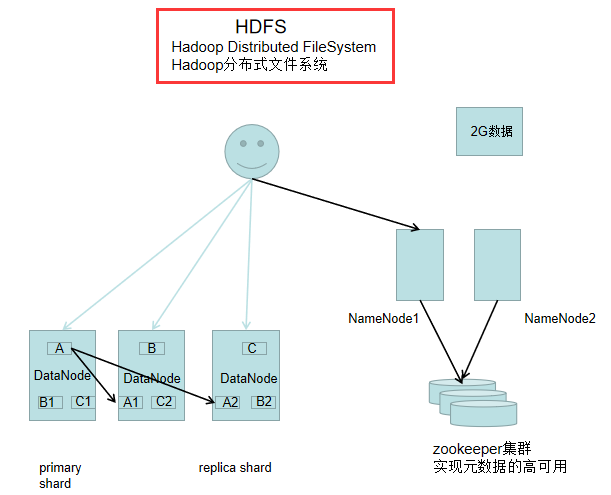 HDFS
Hadoop Distributed FileSystem
Hadoop分布式文件系统
2G数据
NameNode1
NameNode2
A
B
C
DataNode
DataNode
DataNode
B1
C1
A1
C2
A2
B2
primary
shard
replica shard
zookeeper集群
实现元数据的高可用